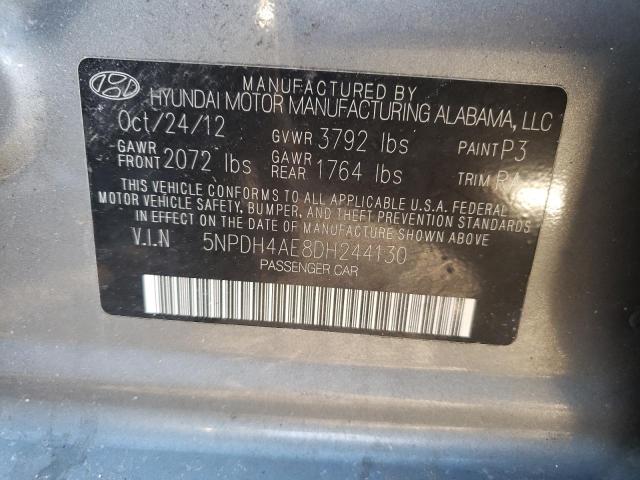 MANUFACTURED BY
HYUNDAI MOTOR MANUFACTURING ALABAMA, LLC
Oct/24/12 GVWR 3792 lbs PAINT P3
GAWR FRONT 2072 lbs GAWR REAR 1764 lbs TRIM
THIS VEHICLE CONFORMS TO ALL APPLICABLE U.S.A. FEDERAL
MOTOR VEHICLE SAFETY, BUMPER, AND THEFT PREVENTION STANDARDS
IN EFFECT ON THE DATE OF MANUFACTURE SHOWN ABOVE.
V.I.N 5NPDH4AE8DH244130
PASSENGER CAR